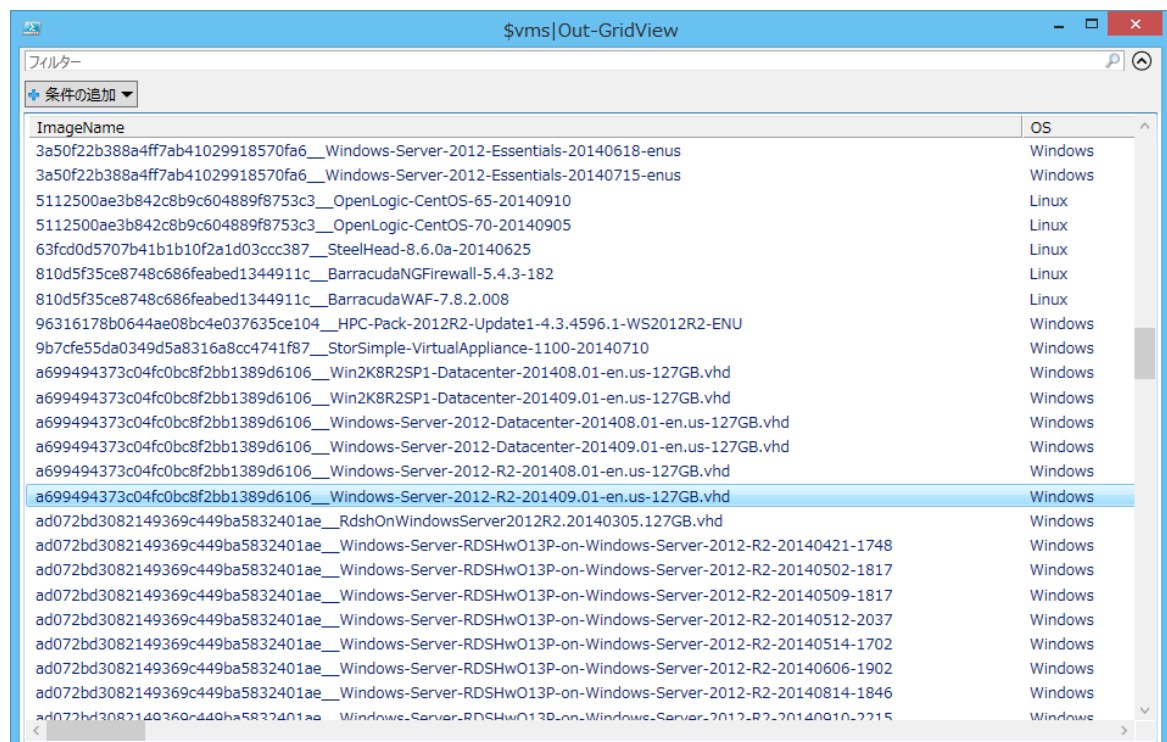 $vms|Out-GridView
フィルター
条件の追加
ImageName OS
3a50f22b388a4ff7ab41029918570fa6__Windows-Server-2012-Essentials-20140618-enus Windows
3a50f22b388a4ff7ab41029918570fa6__Windows-Server-2012-Essentials-20140715-enus Windows
5112500ae3b842c8b9c604889f8753c3__OpenLogic-CentOS-65-20140910 Linux
5112500ae3b842c8b9c604889f8753c3__OpenLogic-CentOS-70-20140905 Linux
63fcd0d5707b41b1b10f2a1d03ccc387__SteelHead-8.6.0a-20140625 Linux
810d5f35ce8748c686feabed1344911c__BarracudaNGFirewall-5.4.3-182 Linux
810d5f35ce8748c686feabed1344911c__BarracudaWAF-7.8.2.008 Linux
96316178b0644ae08bc4e037635ce104__HPC-Pack-2012R2-Update1-4.3.4596.1-WS2012R2-ENU Windows
9b7cfe55da0349d5a8316a8cc4741f87__StorSimple-VirtualAppliance-1100-20140710 Windows
a699494373c04fc0bc8f2bb1389d6106__Win2K8R2SP1-Datacenter-201408.01-en.us-127GB.vhd Windows
a699494373c04fc0bc8f2bb1389d6106__Win2K8R2SP1-Datacenter-201409.01-en.us-127GB.vhd Windows
a699494373c04fc0bc8f2bb1389d6106__Windows-Server-2012-Datacenter-201408.01-en.us-127GB.vhd Windows
a699494373c04fc0bc8f2bb1389d6106__Windows-Server-2012-Datacenter-201409.01-en.us-127GB.vhd Windows
a699494373c04fc0bc8f2bb1389d6106__Windows-Server-2012-R2-201408.01-en.us-127GB.vhd Windows
a699494373c04fc0bc8f2bb1389d6106__Windows-Server-2012-R2-201409.01-en.us-127GB.vhd Windows
ad072bd3082149369c449ba5832401ae__RdshOnWindowsServer2012R2.20140305.127GB.vhd Windows
ad072bd3082149369c449ba5832401ae__Windows-Server-RDSHwO13P-on-Windows-Server-2012-R2-20140421-1748 Windows
ad072bd3082149369c449ba5832401ae__Windows-Server-RDSHwO13P-on-Windows-Server-2012-R2-20140502-1817 Windows
ad072bd3082149369c449ba5832401ae__Windows-Server-RDSHwO13P-on-Windows-Server-2012-R2-20140509-1817 Windows
ad072bd3082149369c449ba5832401ae__Windows-Server-RDSHwO13P-on-Windows-Server-2012-R2-20140512-2037 Windows
ad072bd3082149369c449ba5832401ae__Windows-Server-RDSHwO13P-on-Windows-Server-2012-R2-20140514-1702 Windows
ad072bd3082149369c449ba5832401ae__Windows-Server-RDSHwO13P-on-Windows-Server-2012-R2-20140606-1902 Windows
ad072bd3082149369c449ba5832401ae__Windows-Server-RDSHwO13P-on-Windows-Server-2012-R2-20140814-1846 Windows
ad072bd3082149369c449ba5832401ae__Windows-Server-RDSHwO13P-on-Windows-Server-2012-R2-20140910-2215 Windows